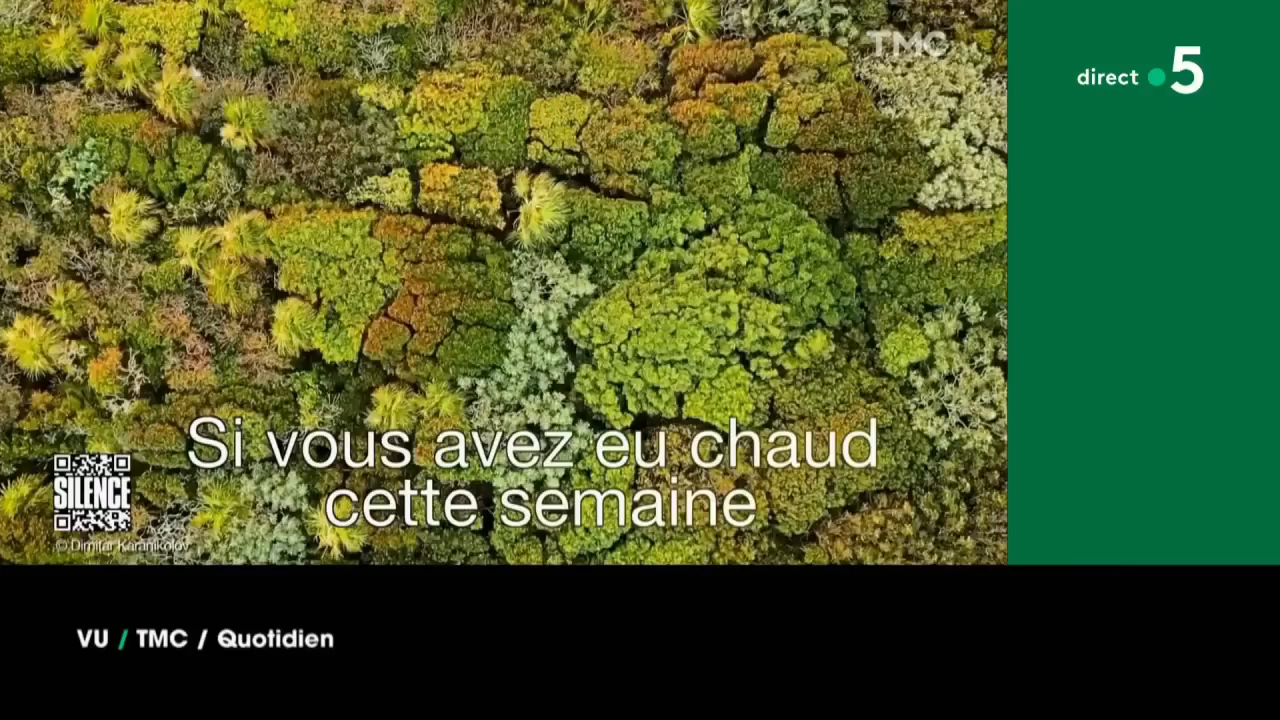 TMC
direct 5
Si vous avez eu chaud
cette semaine
SILENCE
© Dimitar Karanikolov
VU / TMC / Quotidien